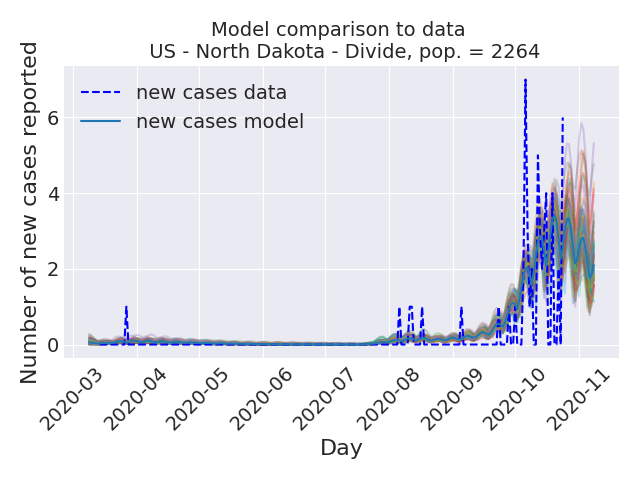 Model comparison to data
US - North Dakota - Divide, pop. = 2264
Number of new cases reported
new cases data
new cases model
6
4
2
0
2020-03
2020-04
2020-05
2020-06
2020-07
2020-08
2020-09
2020-10
2020-11
Day